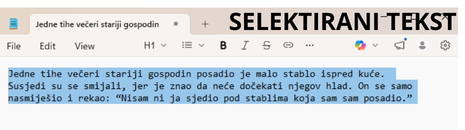 Jedne tihe večeri stariji gospodin
SELEKTIRANI TEKST
File Edit View H1 B I S
Jedne tihe večeri stariji gospodin posadio je malo stablo ispred kuće.
Susjedi su se smijali, jer je znao da neće dočekati njegov hlad. On se samo
nasmiješio i rekao: “Nisam ni ja sjedio pod stablima koja sam sam posadio.”